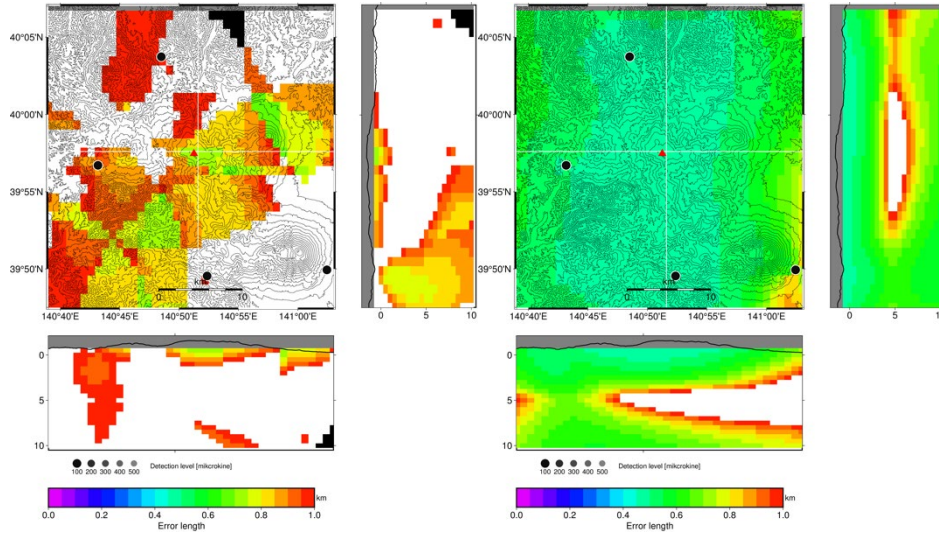 40°05'N
40°00'N
39°55'N
39°50'N
km
0 10
140°40'E 140°45'E 140°50'E 140°55'E 141°00'E
0 5 10
0
5
10
100 200 300 400 500
Detection level [mikcrokine]
km
0.0 0.2 0.4 0.6 0.8 1.0
Error length
40°05'N
40°00'N
39°55'N
39°50'N
km
0 10
140°40'E 140°45'E 140°50'E 140°55'E 141°00'E
0 5 10
0
5
10
100 200 300 400 500
Detection level [mikcrokine]
km
0.0 0.2 0.4 0.6 0.8 1.0
Error length